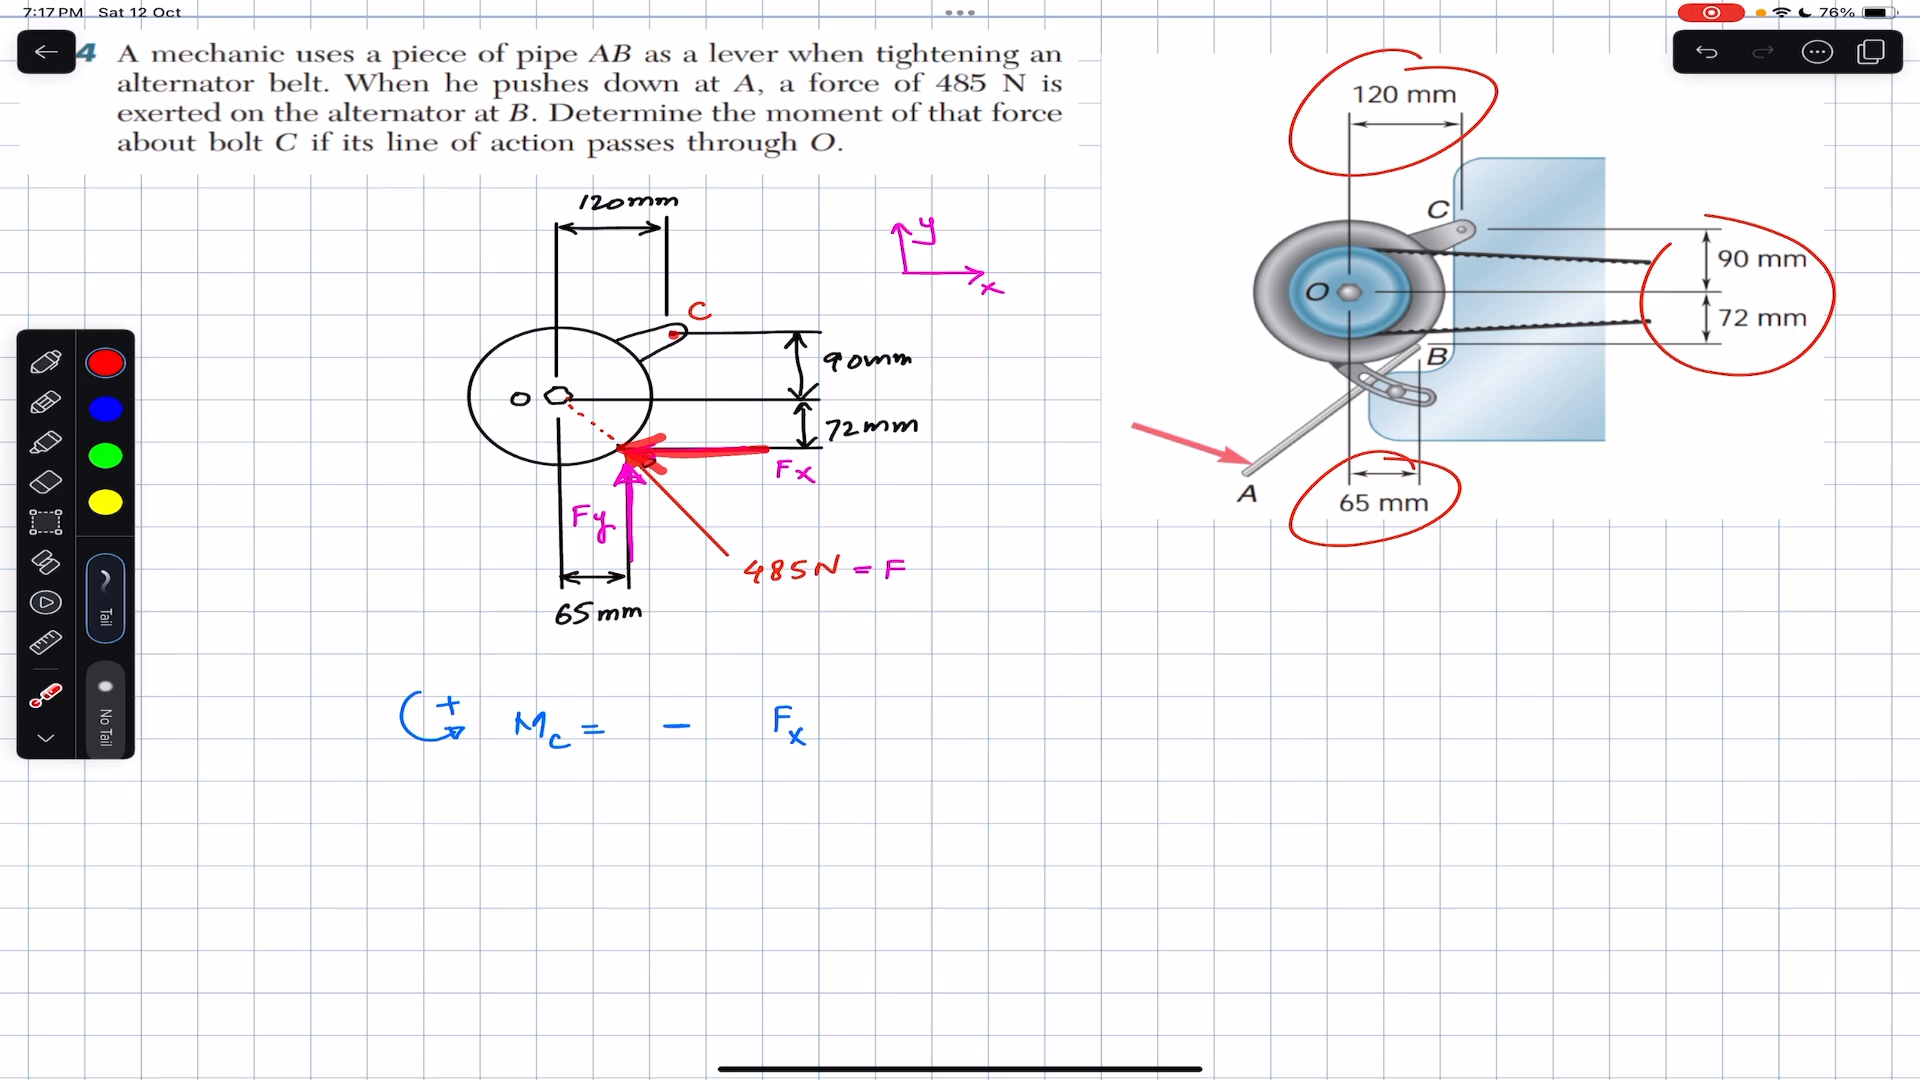 7:17 PM Sat 12 Oct
76%
4 A mechanic uses a piece of pipe AB as a lever when tightening an
alternator belt. When he pushes down at A, a force of 485 N is
exerted on the alternator at B. Determine the moment of that force
about bolt C if its line of action passes through O.
120 mm
C
90 mm
O
72 mm
B
A
65 mm
120mm
y
x
C
90mm
O
72mm
B
Fx
Fy
485N = F
65mm
+ Mc = - Fx
Tail
No Tail